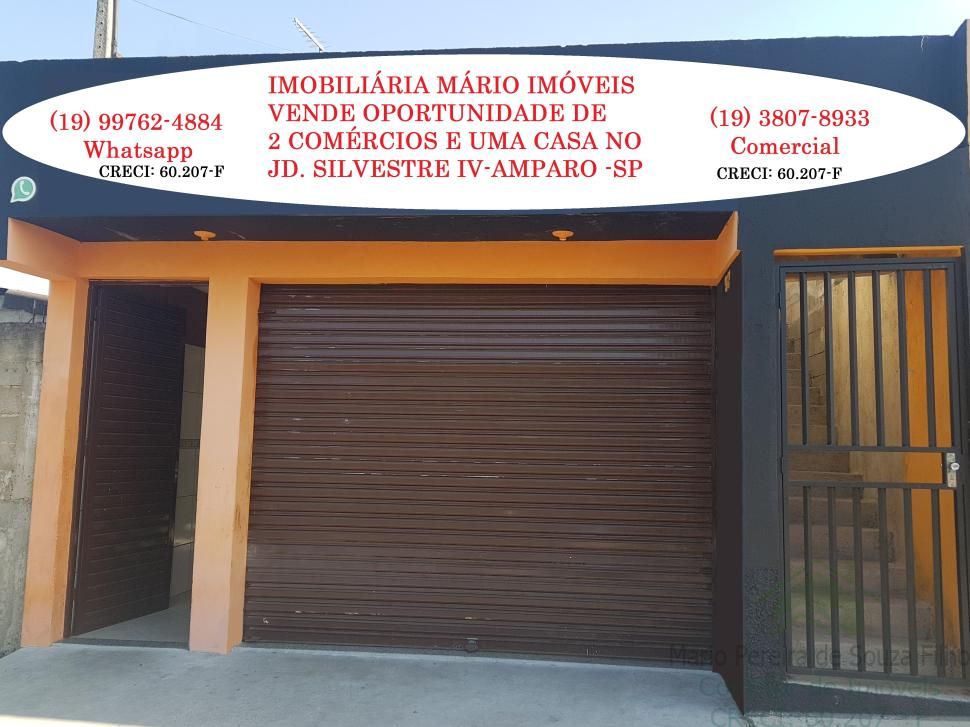 IMOBILIÁRIA MÁRIO IMÓVEIS
VENDE OPORTUNIDADE DE
2 COMÉRCIOS E UMA CASA NO
JD. SILVESTRE IV-AMPARO -SP
(19) 99762-4884
Whatsapp
CRECI: 60.207-F
(19) 3807-8933
Comercial
CRECI: 60.207-F
Mario Pereira de Souza Filho